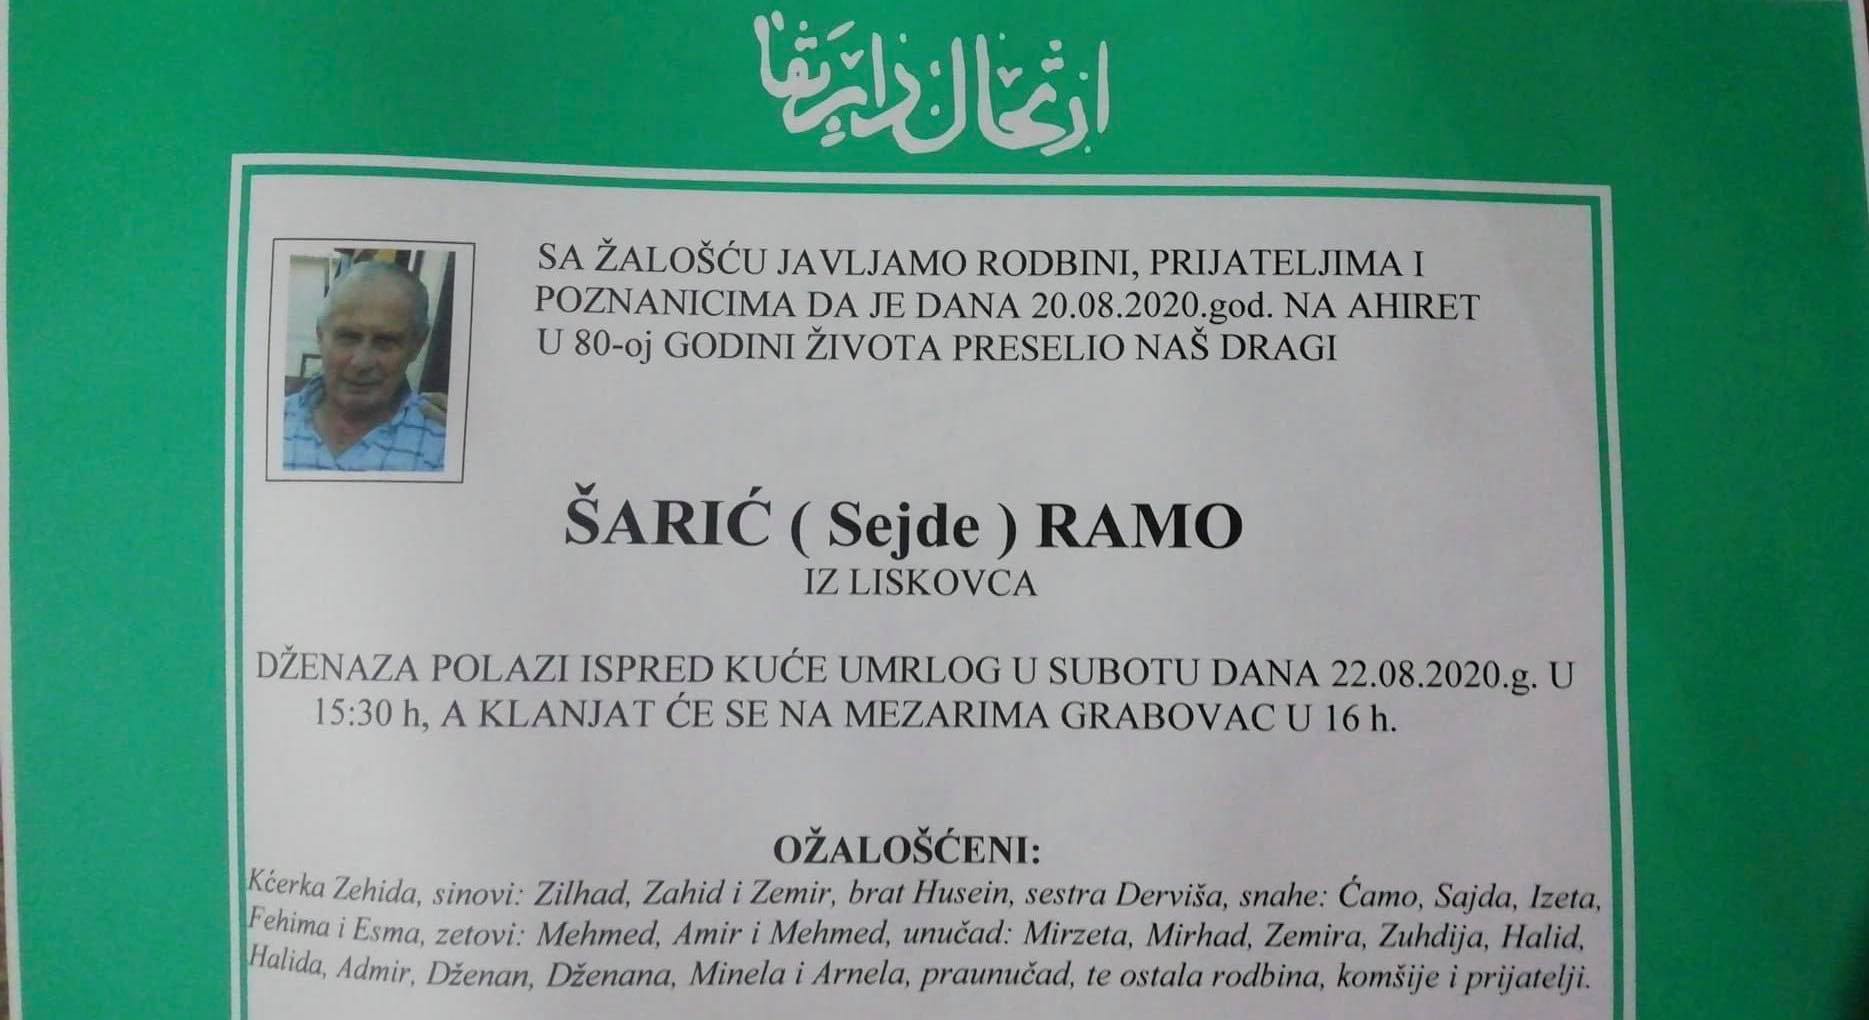 ارتحال دار بقا
SA ŽALOŠĆU JAVLJAMO RODBINI, PRIJATELJIMA I
POZNANICIMA DA JE DANA 20.08.2020.god. NA AHIRET
U 80-oj GODINI ŽIVOTA PRESELIO NAŠ DRAGI
ŠARIĆ ( Sejde ) RAMO
IZ LISKOVCA
DŽENAZA POLAZI ISPRED KUĆE UMRLOG U SUBOTU DANA 22.08.2020.g. U
15:30 h, A KLANJAT ĆE SE NA MEZARIMA GRABOVAC U 16 h.
OŽALOŠĆENI:
Kćerka Zehida, sinovi: Zilhad, Zahid i Zemir, brat Husein, sestra Derviša, snahe: Ćamo, Sajda, Izeta,
Fehima i Esma, zetovi: Mehmed, Amir i Mehmed, unučad: Mirzeta, Mirhad, Zemira, Zuhdija, Halid,
Halida, Admir, Dženan, Dženana, Minela i Arnela, praunučad, te ostala rodbina, komšije i prijatelji.